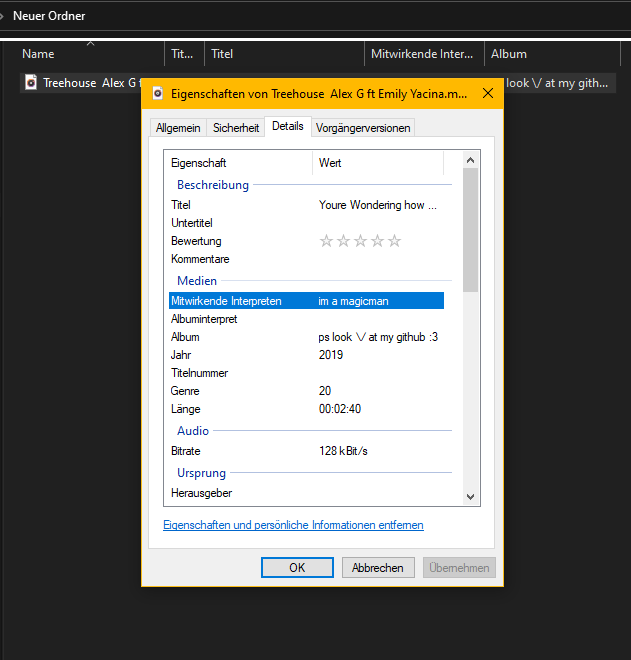 Neuer Ordner
Name Tit... Titel Mitwirkende Inter... Album
Treehouse Alex G f look \/ at my gith...
Eigenschaften von Treehouse Alex G ft Emily Yacina.m...
Allgemein Sicherheit Details Vorgängerversionen
Eigenschaft Wert
Beschreibung
Titel Youre Wondering how ...
Untertitel
Bewertung
Kommentare
Medien
Mitwirkende Interpreten im a magicman
Albuminterpret
Album ps look \/ at my github :3
Jahr 2019
Titelnummer
Genre 20
Länge 00:02:40
Audio
Bitrate 128 kBit/s
Ursprung
Herausgeber
Eigenschaften und persönliche Informationen entfernen
OK Abbrechen Übernehmen